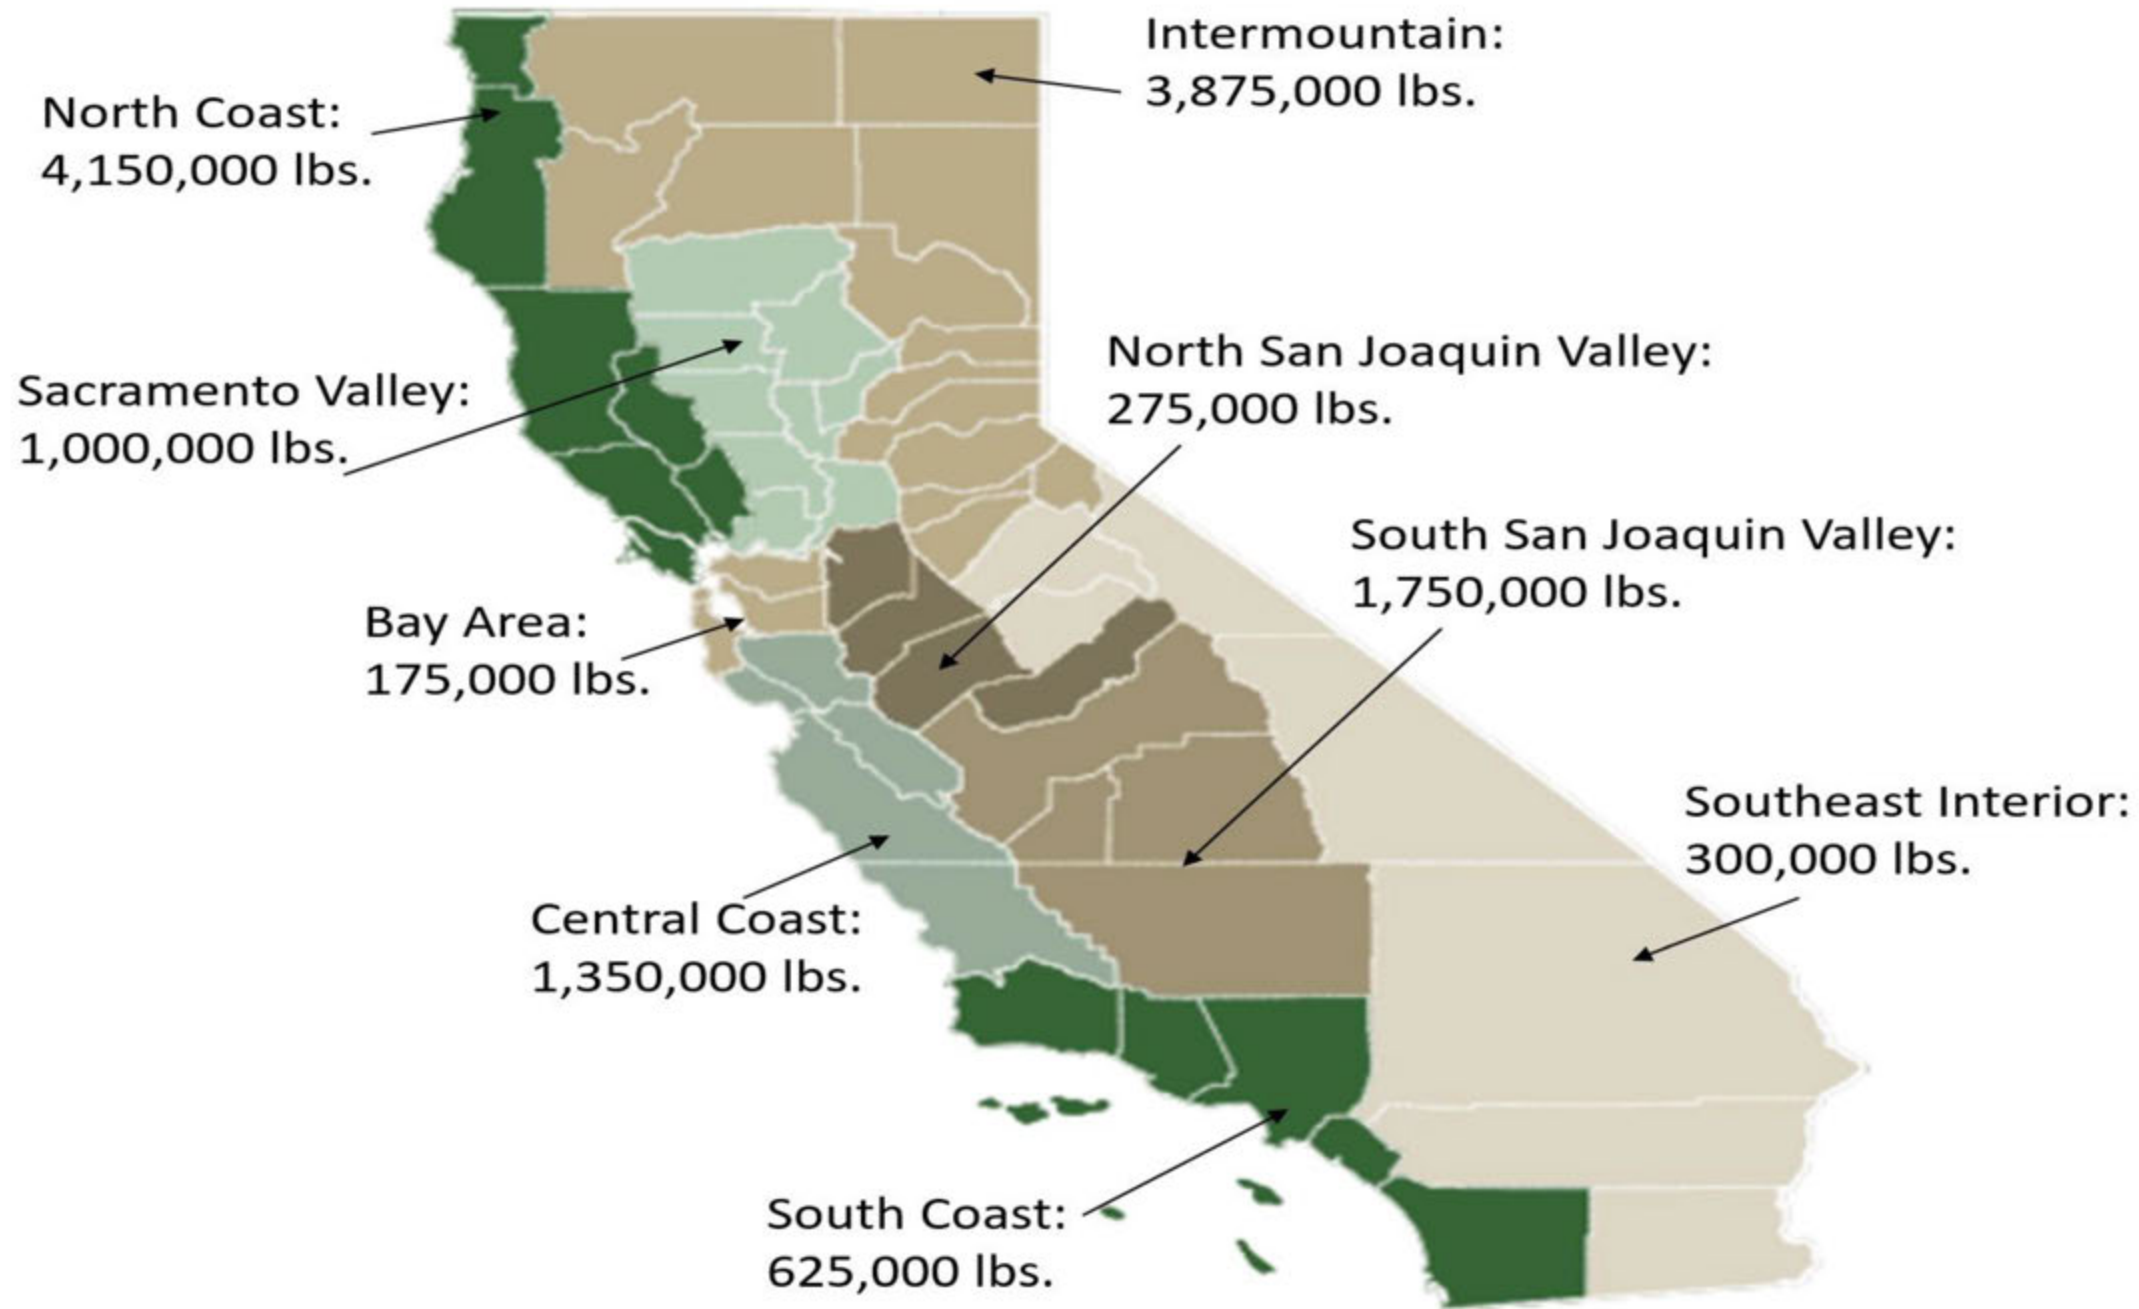 Intermountain:
3,875,000 lbs.
North Coast:
4,150,000 lbs.
North San Joaquin Valley:
275,000 lbs.
Sacramento Valley:
1,000,000 lbs.
South San Joaquin Valley:
1,750,000 lbs.
Bay Area:
175,000 lbs.
Southeast Interior:
300,000 lbs.
Central Coast:
1,350,000 lbs.
South Coast:
625,000 lbs.